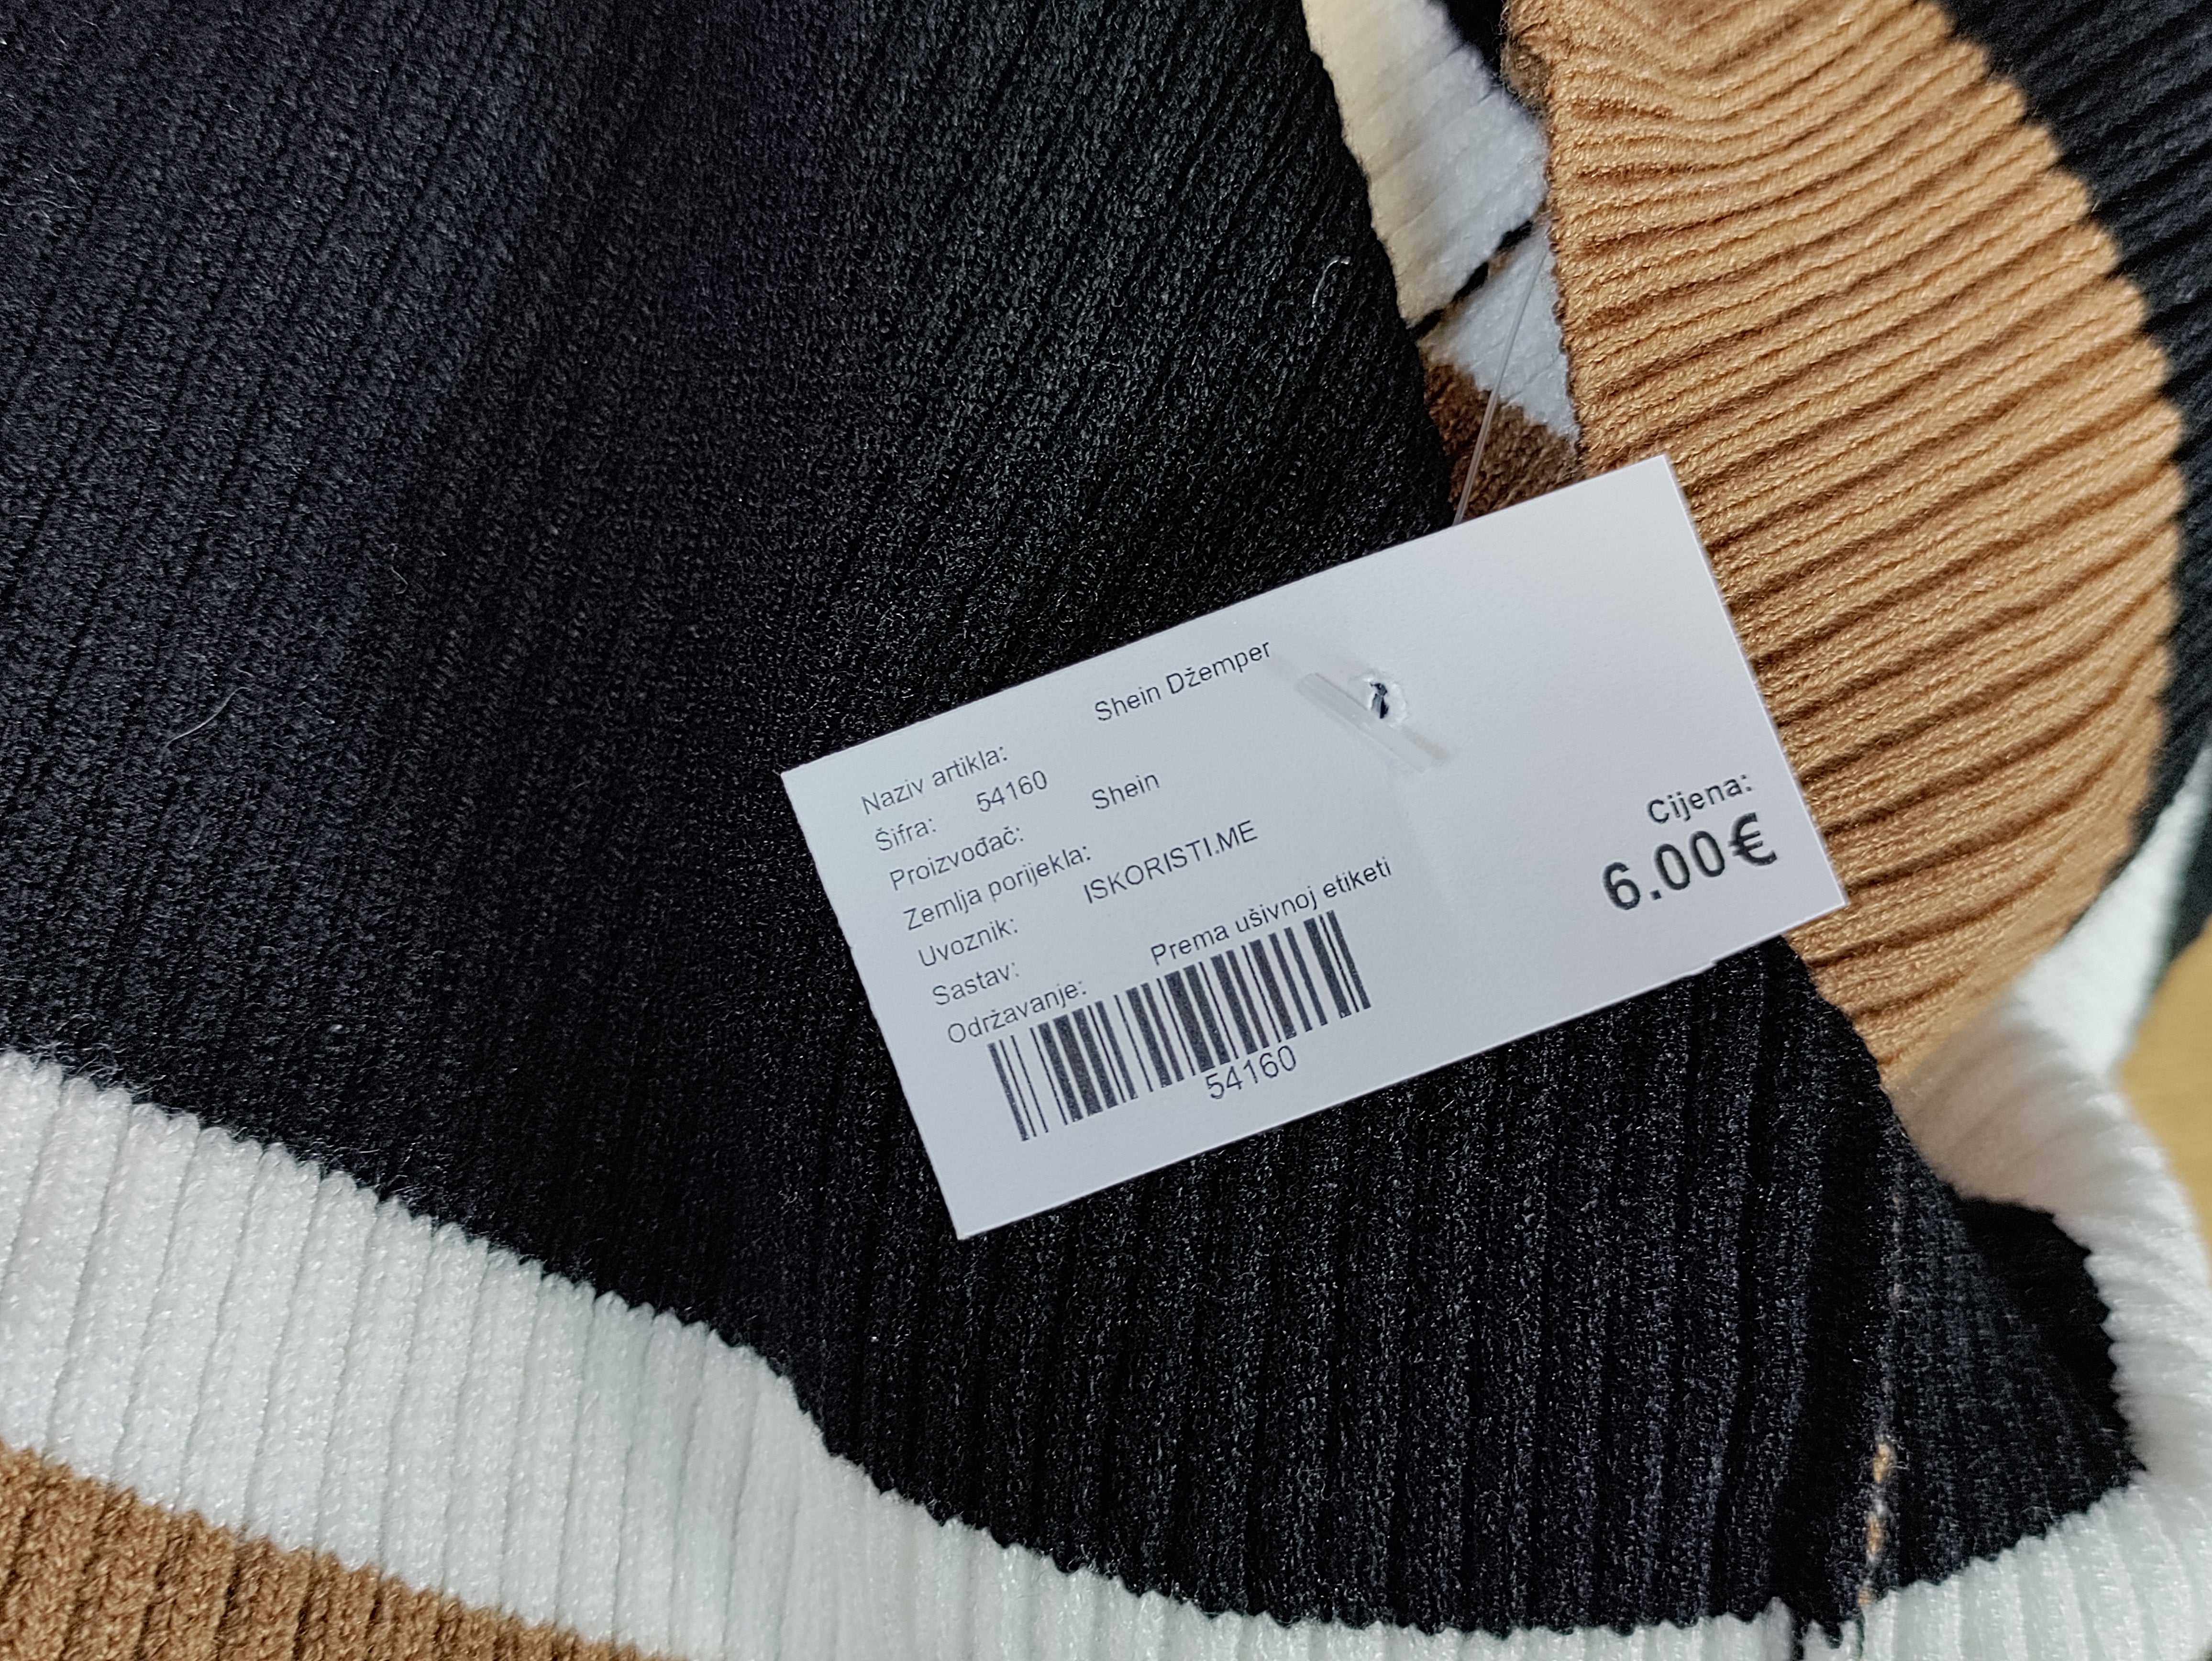 Naziv artikla: Shein Džemper
Šifra: 54160
Proizvođač: Shein
Zemlja porijekla:
Uvoznik: ISKORISTI.ME
Sastav:
Održavanje: Prema ušivnoj etiketi
54160
Cijena:
6.00€